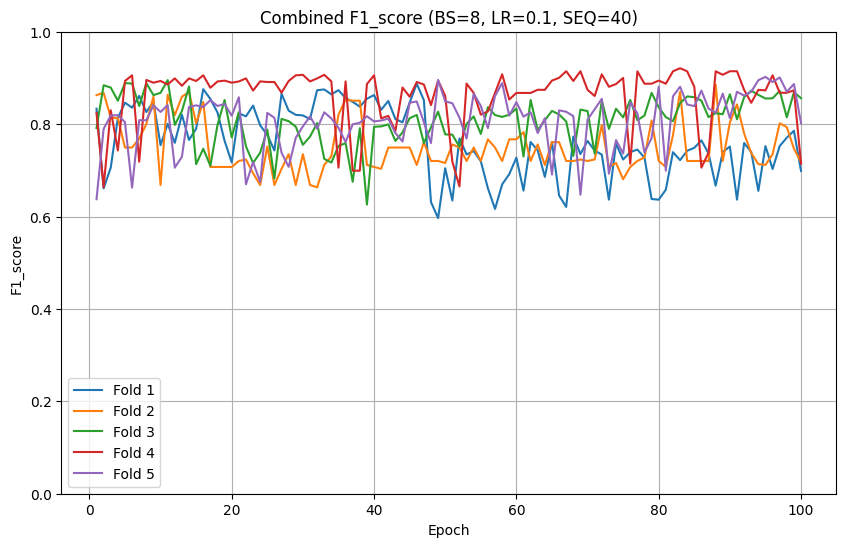 Combined F1_score (BS=8, LR=0.1, SEQ=40)
1.0
0.8
0.6
0.4
0.2
0.0
F1_score
Fold 1
Fold 2
Fold 3
Fold 4
Fold 5
0 20 40 60 80 100
Epoch